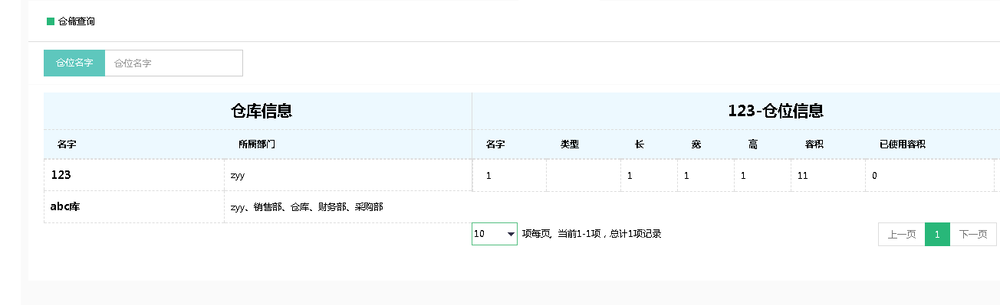 仓储查询
仓位名字 仓位名字
仓库信息 123-仓位信息
名字 所属部门 名字 类型 长 宽 高 容积 已使用容积
123 zyy 1 1 1 1 11 0
abc库 zyy、销售部、仓库、财务部、采购部
10 项每页, 当前1-1项，总计1项记录 上一页 1 下一页